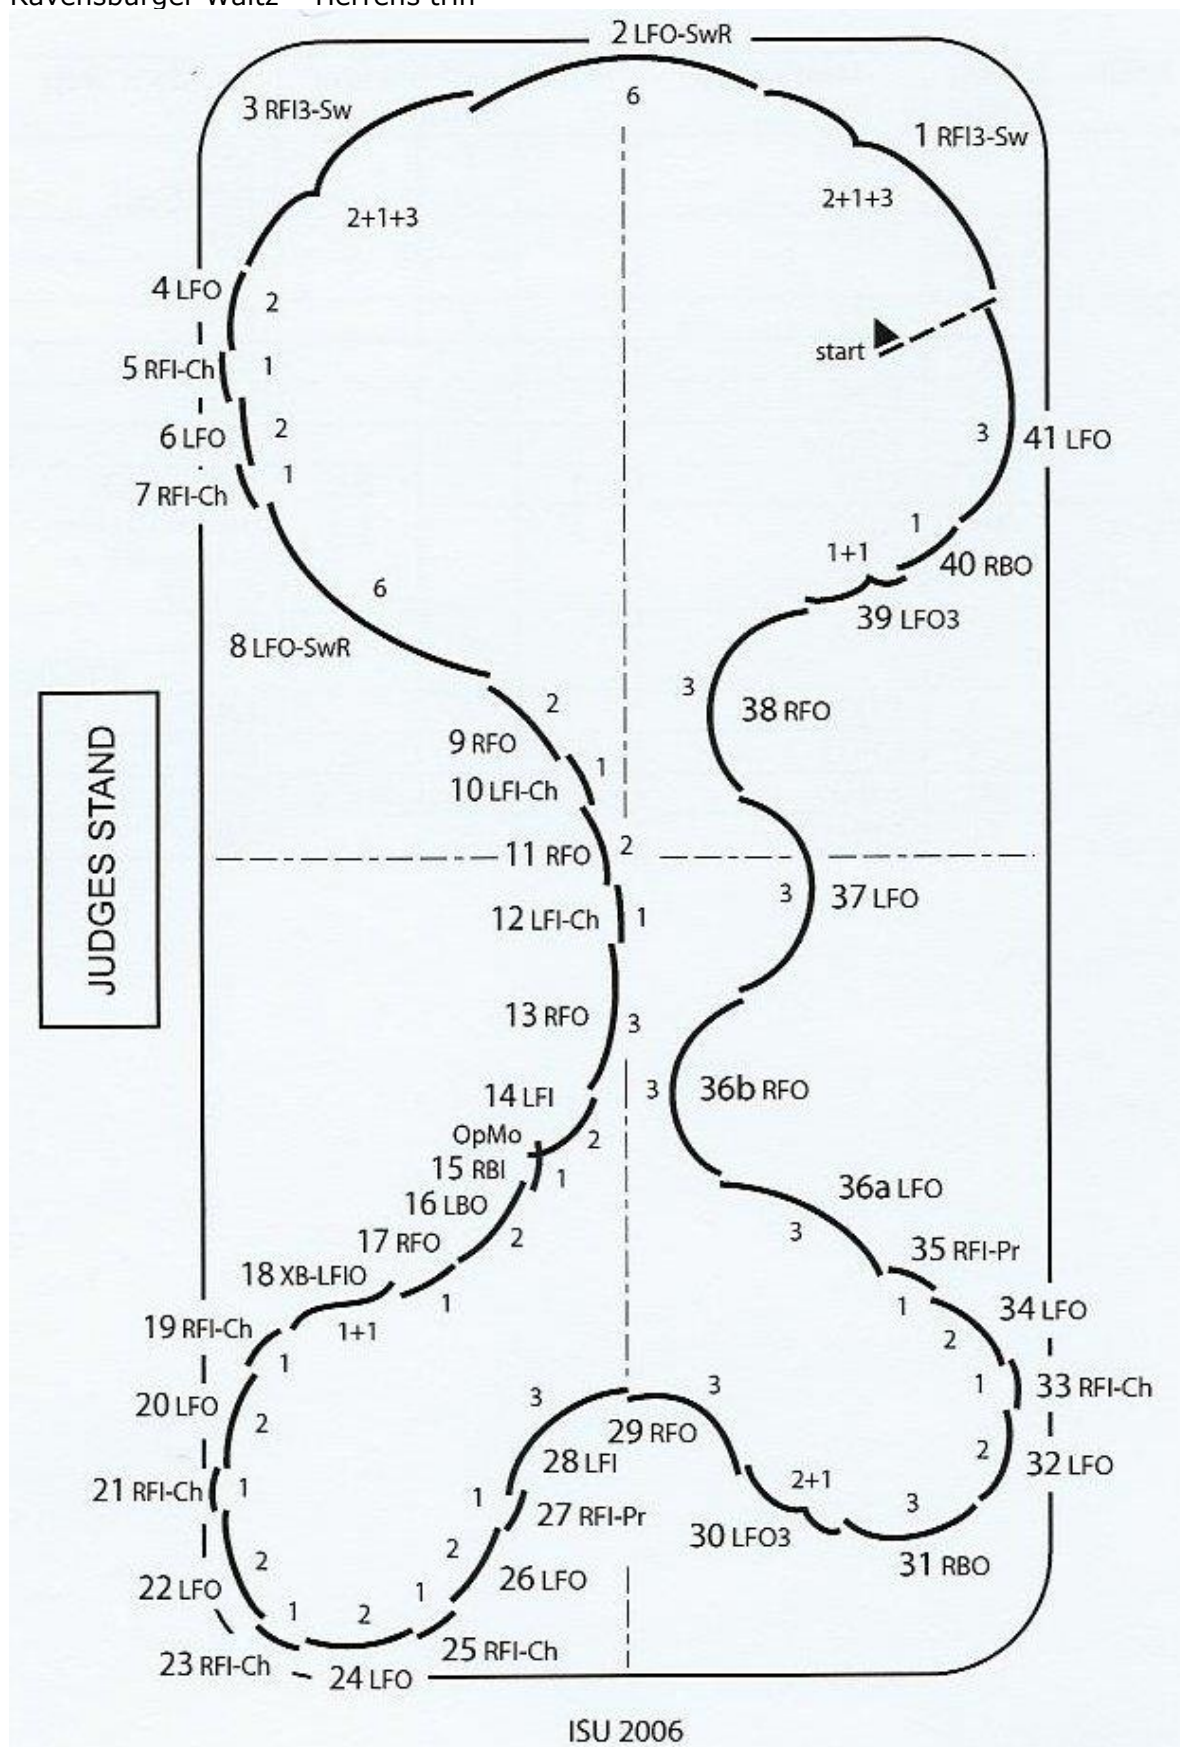 Ravensburger Waltz – Herrens trin
2 LFO-SwR
6
3 RFI3-Sw
2+1+3
1 RFI3-Sw
2+1+3
4 LFO
2
start
5 RFI-Ch
1
6 LFO
2
3
41 LFO
7 RFI-Ch
1
1
1+1
40 RBO
6
39 LFO3
8 LFO-SwR
3
38 RFO
2
9 RFO
10 LFI-Ch
1
JUDGES STAND
11 RFO
2
3
37 LFO
12 LFI-Ch
1
13 RFO
3
14 LFI
3
36b RFO
OpMo
2
15 RBI
1
36a LFO
16 LBO
2
3
17 RFO
35 RFI-Pr
18 XB-LFIO
1
1
34 LFO
19 RFI-Ch
1+1
2
1
20 LFO
2
3
3
1
33 RFI-Ch
29 RFO
28 LFI
2
32 LFO
21 RFI-Ch
1
1
27 RFI-Pr
2+1
3
30 LFO3
31 RBO
22 LFO
2
2
26 LFO
1
2
1
23 RFI-Ch
24 LFO
25 RFI-Ch
ISU 2006